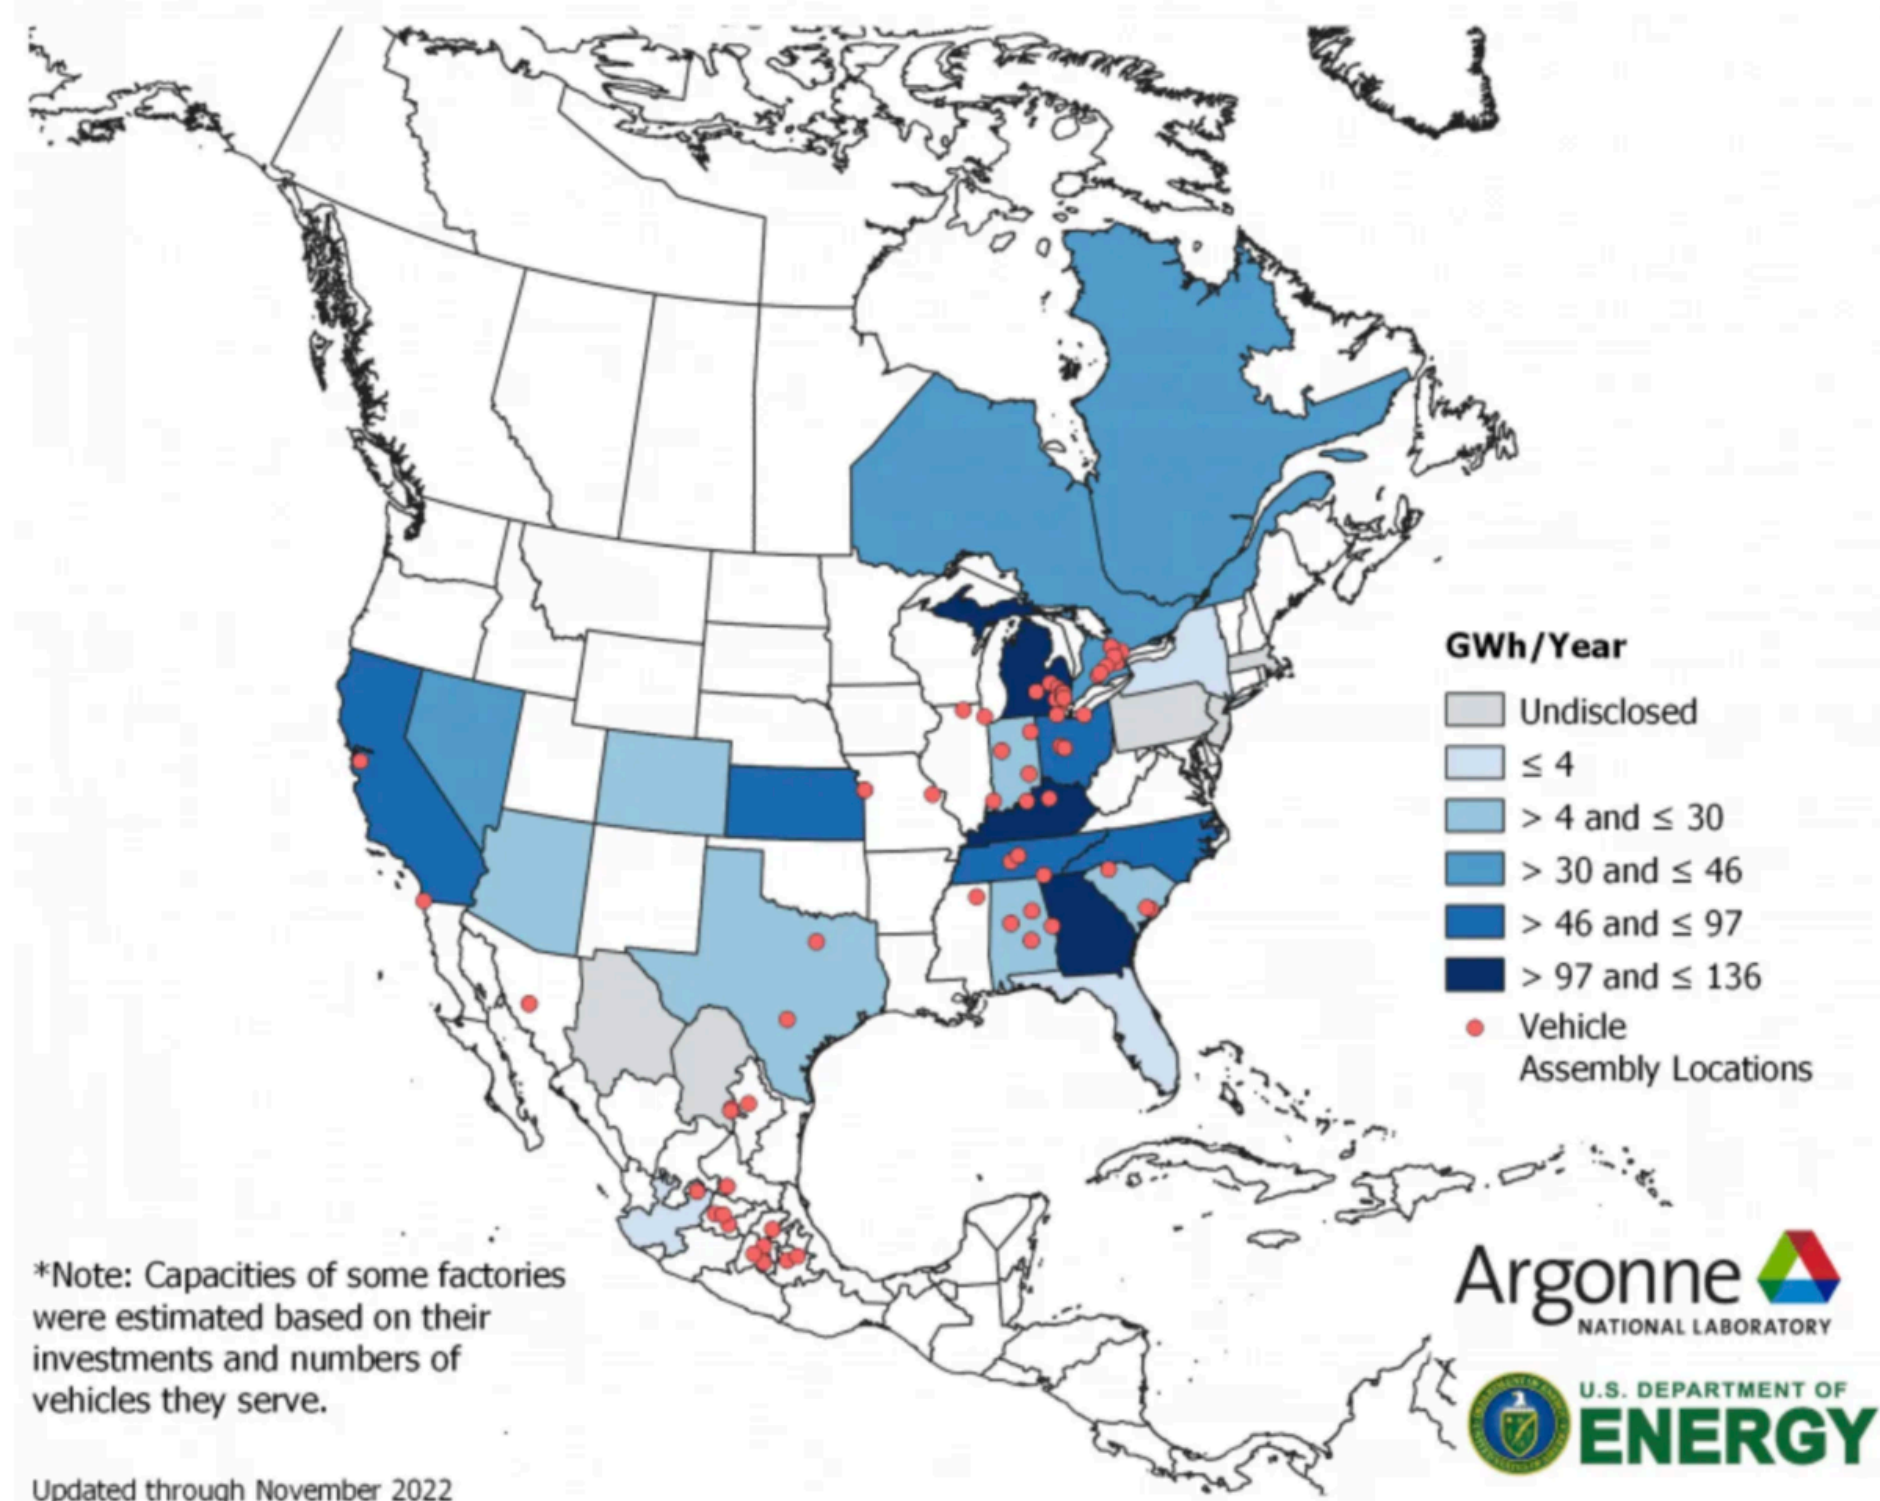 GWh/Year
Undisclosed
≤ 4
> 4 and ≤ 30
> 30 and ≤ 46
> 46 and ≤ 97
> 97 and ≤ 136
Vehicle
Assembly Locations
*Note: Capacities of some factories
were estimated based on their
investments and numbers of
vehicles they serve.
Updated through November 2022
Argonne
NATIONAL LABORATORY
U.S. DEPARTMENT OF
ENERGY